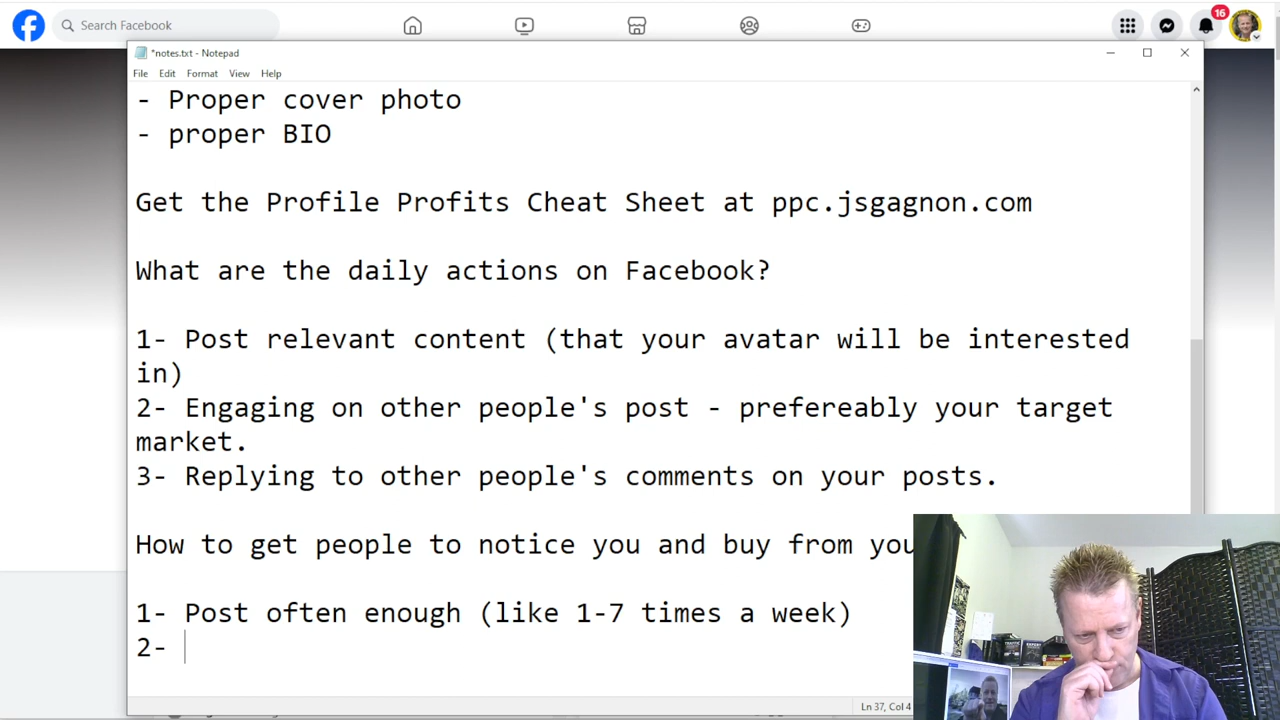 Search Facebook
16
*notes.txt - Notepad
File Edit Format View Help
- Proper cover photo
- proper BIO
Get the Profile Profits Cheat Sheet at ppc.jsgagnon.com
What are the daily actions on Facebook?
1- Post relevant content (that your avatar will be interested
in)
2- Engaging on other people's post - prefereably your target
market.
3- Replying to other people's comments on your posts.
How to get people to notice you and buy from you
1- Post often enough (like 1-7 times a week)
2-
Ln 37, Col 4